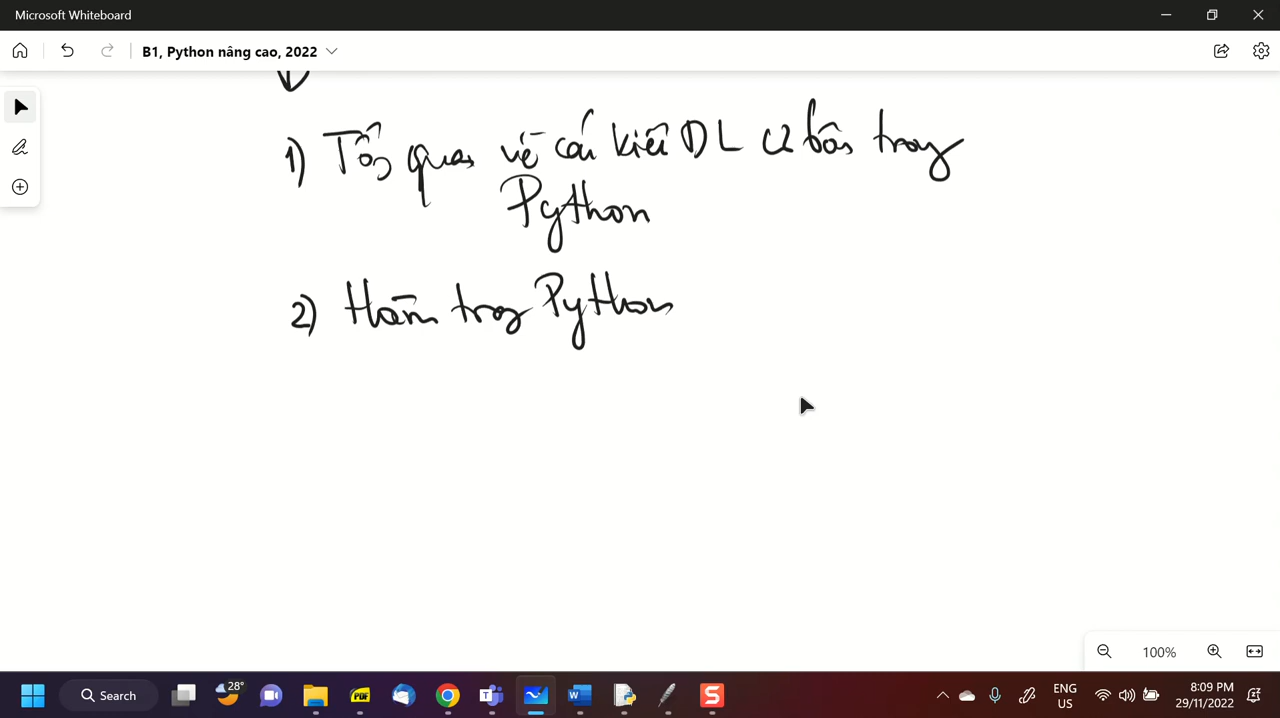 Microsoft Whiteboard
B1, Python nâng cao, 2022
1) Tổng quan về các kiểu DL cơ bản trong
Python
2) Hàm trong Python
100%
Search
28°
PDF
ENG
US
8:09 PM
29/11/2022